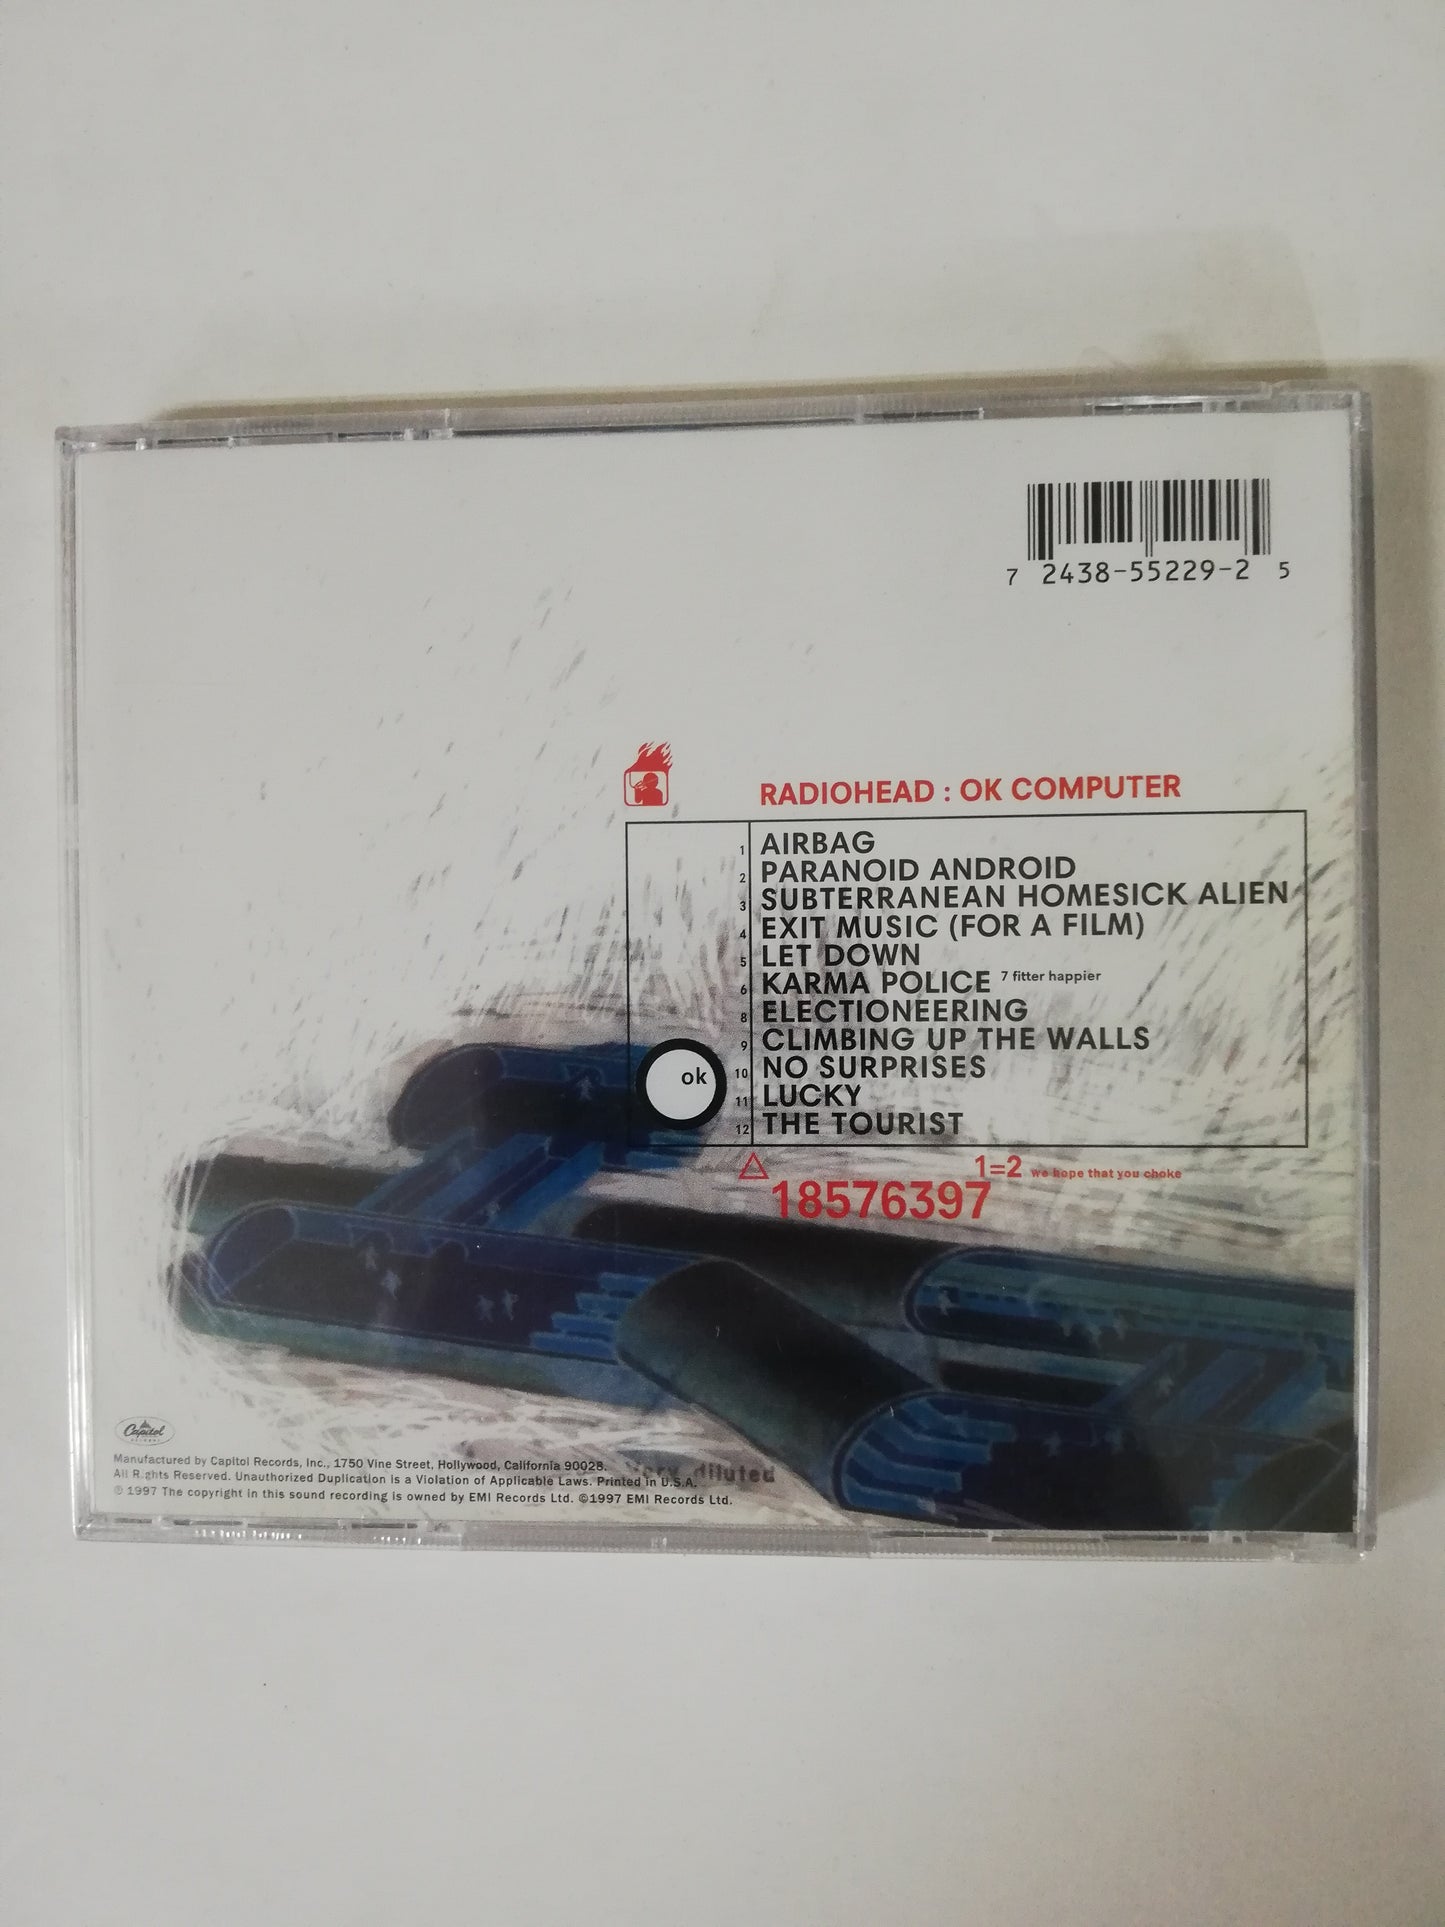 7 2438-55229-2 5
RADIOHEAD : OK COMPUTER
1 AIRBAG
2 PARANOID ANDROID
3 SUBTERRANEAN HOMESICK ALIEN
4 EXIT MUSIC (FOR A FILM)
5 LET DOWN
6 KARMA POLICE 7 fitter happier
8 ELECTIONEERING
9 CLIMBING UP THE WALLS
ok
10 NO SURPRISES
11 LUCKY
12 THE TOURIST
1=2 we hope that you choke
18576397
Capitol
RECORDS
Manufactured by Capitol Records, Inc., 1750 Vine Street, Hollywood, California 90028.
very diluted
All Rights Reserved. Unauthorized Duplication is a Violation of Applicable Laws. Printed in U.S.A.
℗ 1997 The copyright in this sound recording is owned by EMI Records Ltd. ©1997 EMI Records Ltd.